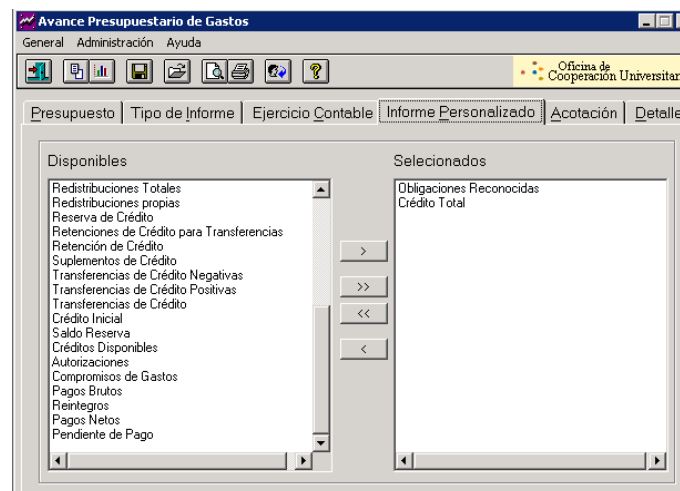 Avance Presupuestario de Gastos
General Administración Ayuda
Oficina de
Cooperación Universitar
Presupuesto Tipo de Informe Ejercicio Contable Informe Personalizado Acotación Detalle
Disponibles
Redistribuciones Totales
Redistribuciones propias
Reserva de Crédito
Retenciones de Crédito para Transferencias
Retención de Crédito
Suplementos de Crédito
Transferencias de Crédito Negativas
Transferencias de Crédito Positivas
Transferencias de Crédito
Crédito Inicial
Saldo Reserva
Créditos Disponibles
Autorizaciones
Compromisos de Gastos
Pagos Brutos
Reintegros
Pagos Netos
Pendiente de Pago
>
>>
<<
<
Selecionados
Obligaciones Reconocidas
Crédito Total